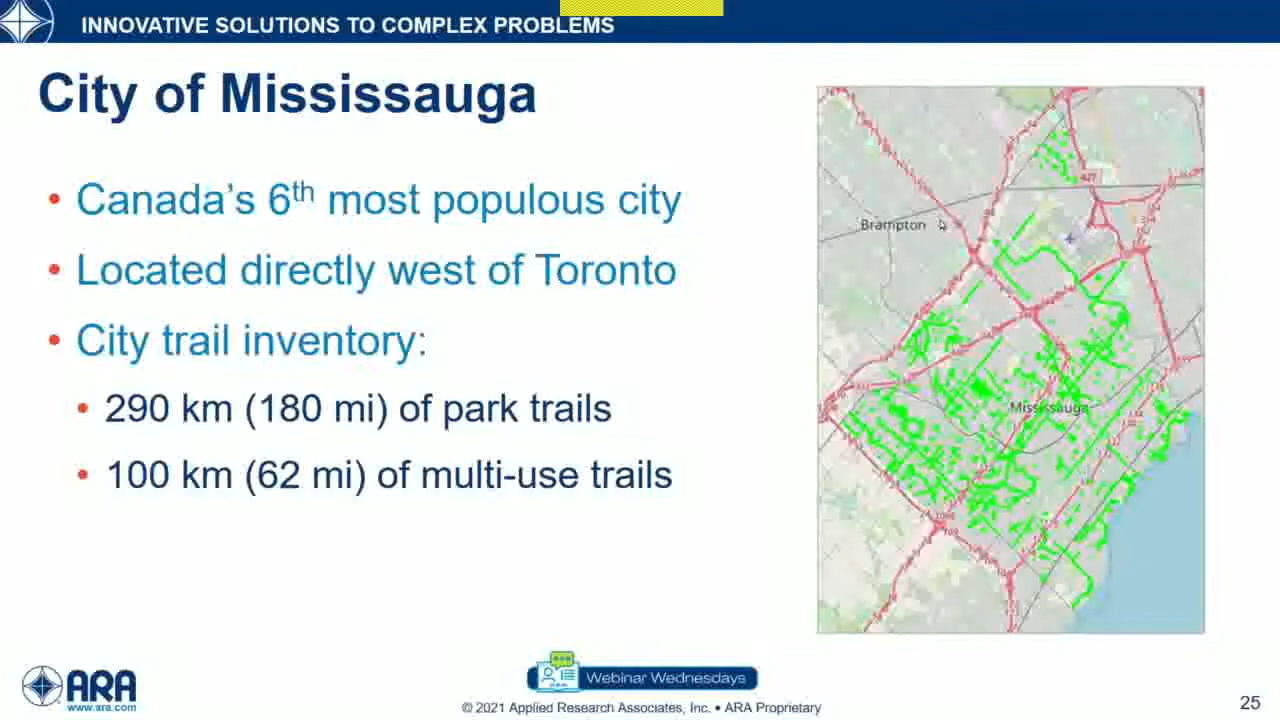 INNOVATIVE SOLUTIONS TO COMPLEX PROBLEMS
City of Mississauga
• Canada's 6th most populous city
• Located directly west of Toronto
• City trail inventory:
• 290 km (180 mi) of park trails
• 100 km (62 mi) of multi-use trails
427
Brampton
Mississauga
ARA
www.ara.com
Webinar Wednesdays
© 2021 Applied Research Associates, Inc. • ARA Proprietary
25